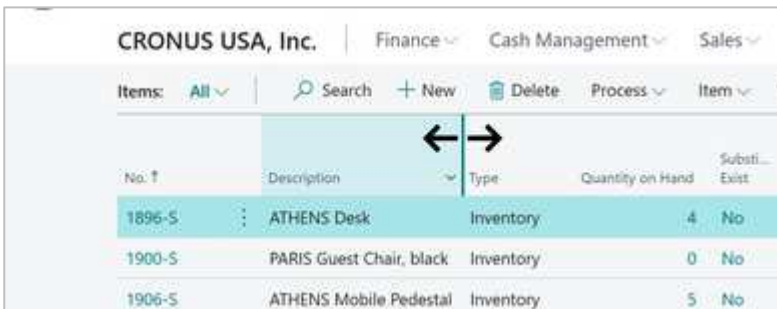 CRONUS USA, Inc. Finance Cash Management Sales
Items: All Search + New Delete Process Item
Substi...
No. ↑ Description Type Quantity on Hand Exist
1896-S ATHENS Desk Inventory 4 No
1900-S PARIS Guest Chair, black Inventory 0 No
1906-S ATHENS Mobile Pedestal Inventory 5 No